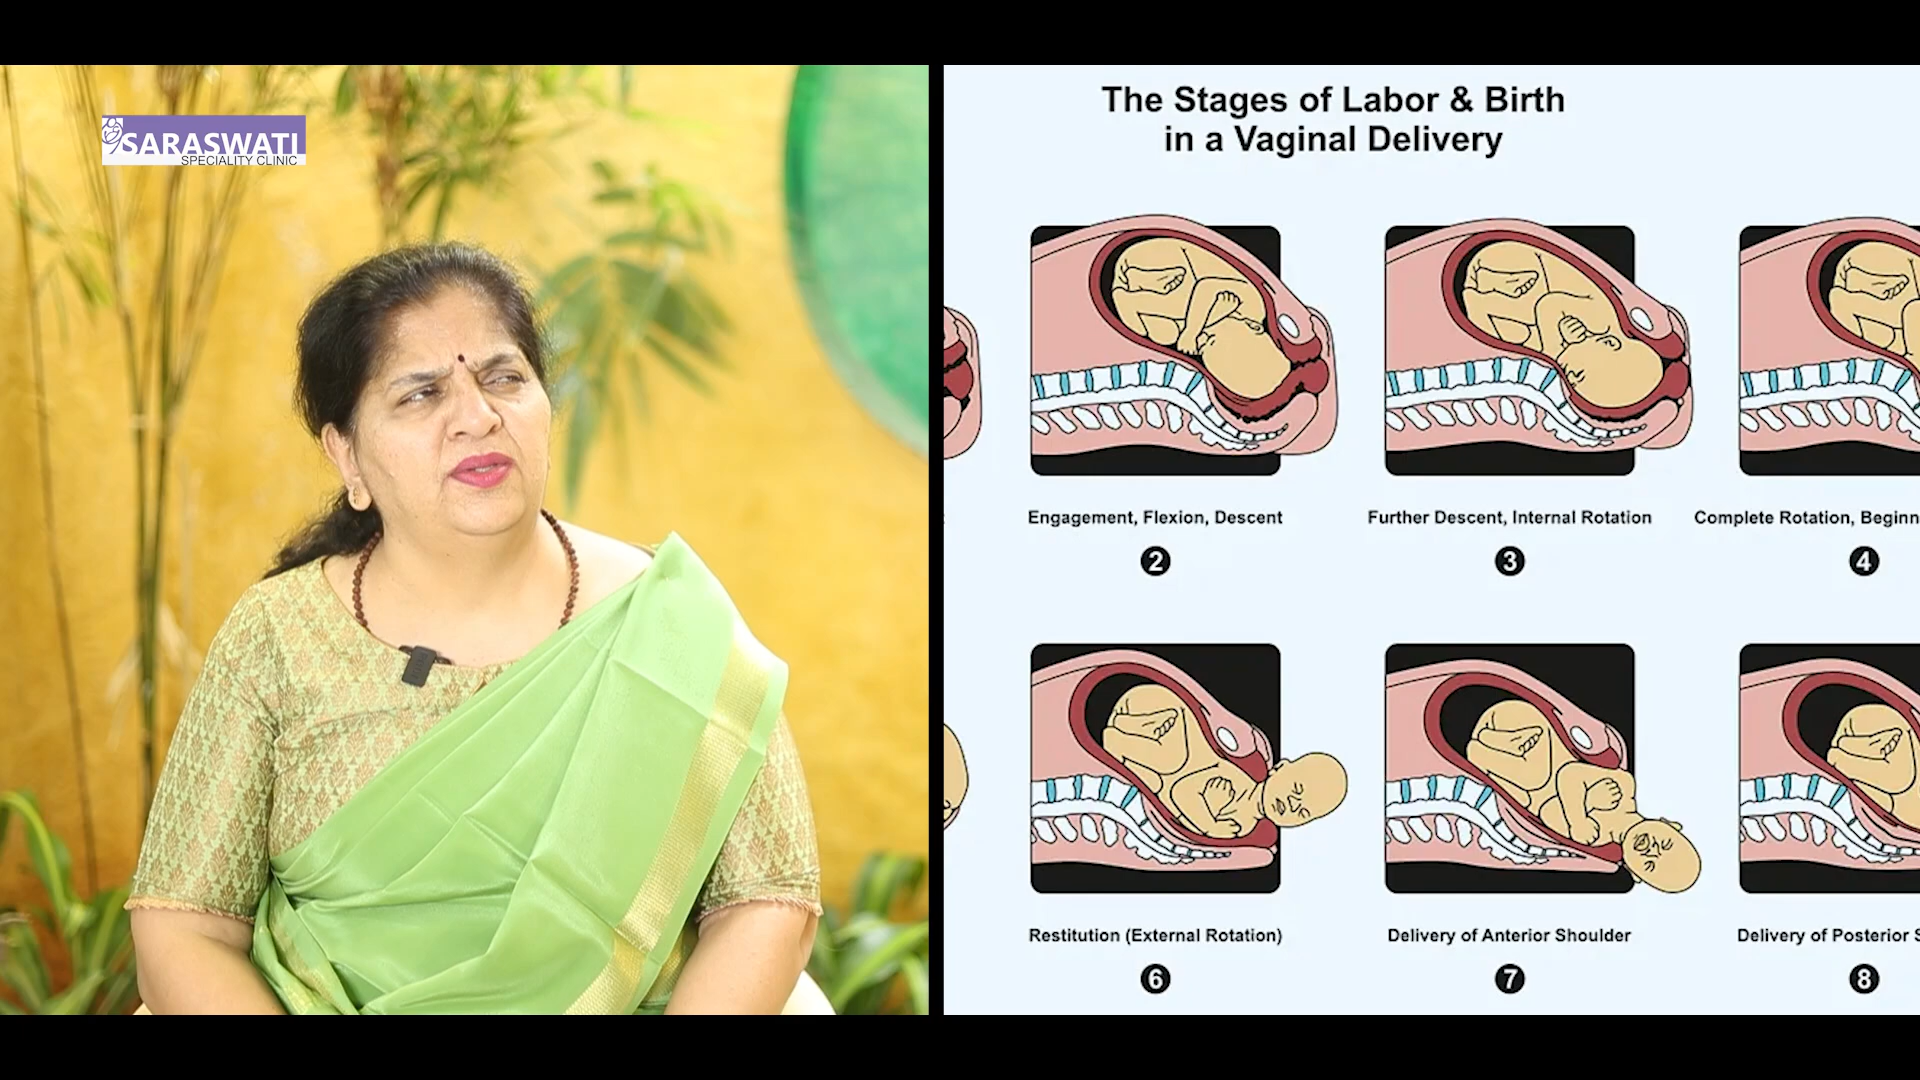 SARASWATI
SPECIALITY CLINIC
The Stages of Labor & Birth
in a Vaginal Delivery
Engagement, Flexion, Descent
Further Descent, Internal Rotation
Complete Rotation, Beginn
2
3
4
Restitution (External Rotation)
Delivery of Anterior Shoulder
Delivery of Posterior S
6
7
8